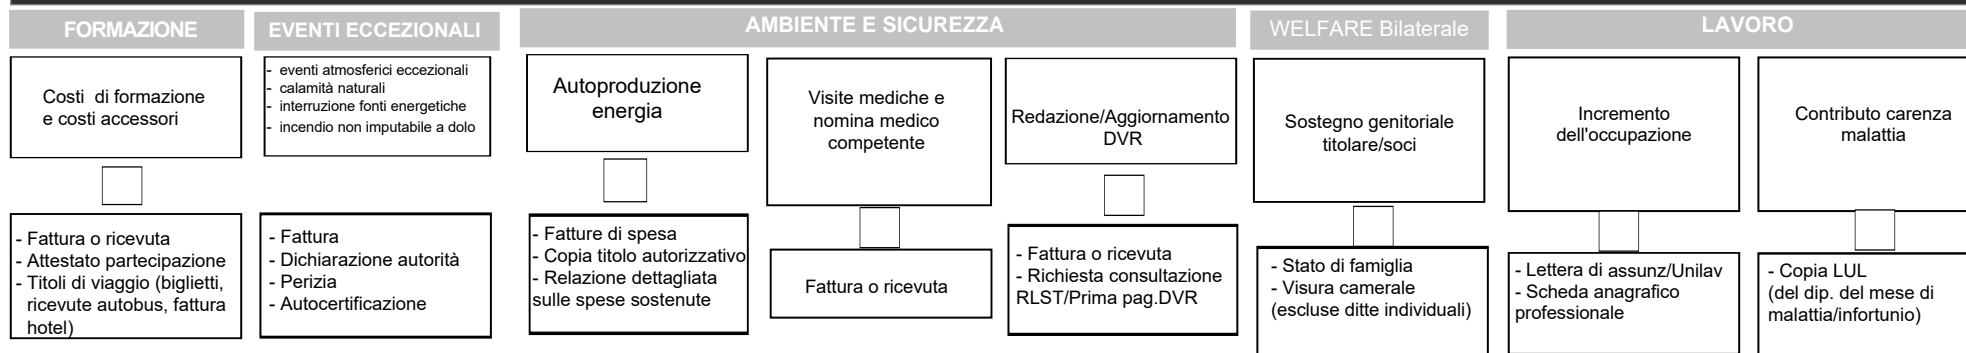 FORMAZIONE
EVENTI ECCEZIONALI
AMBIENTE E SICUREZZA
WELFARE Bilaterale
LAVORO
Costi di formazione
e costi accessori
- eventi atmosferici eccezionali
- calamità naturali
- interruzione fonti energetiche
- incendio non imputabile a dolo
Autoproduzione
energia
Visite mediche e
nomina medico
competente
Redazione/Aggiornamento
DVR
Sostegno genitoriale
titolare/soci
Incremento
dell'occupazione
Contributo carenza
malattia
- Fattura o ricevuta
- Attestato partecipazione
- Titoli di viaggio (biglietti,
ricevute autobus, fattura
hotel)
- Fattura
- Dichiarazione autorità
- Perizia
- Autocertificazione
- Fatture di spesa
- Copia titolo autorizzativo
- Relazione dettagliata
sulle spese sostenute
Fattura o ricevuta
- Fattura o ricevuta
- Richiesta consultazione
RLST/Prima pag.DVR
- Stato di famiglia
- Visura camerale
(escluse ditte individuali)
- Lettera di assunz/Unilav
- Scheda anagrafico
professionale
- Copia LUL
(del dip. del mese di
malattia/infortunio)